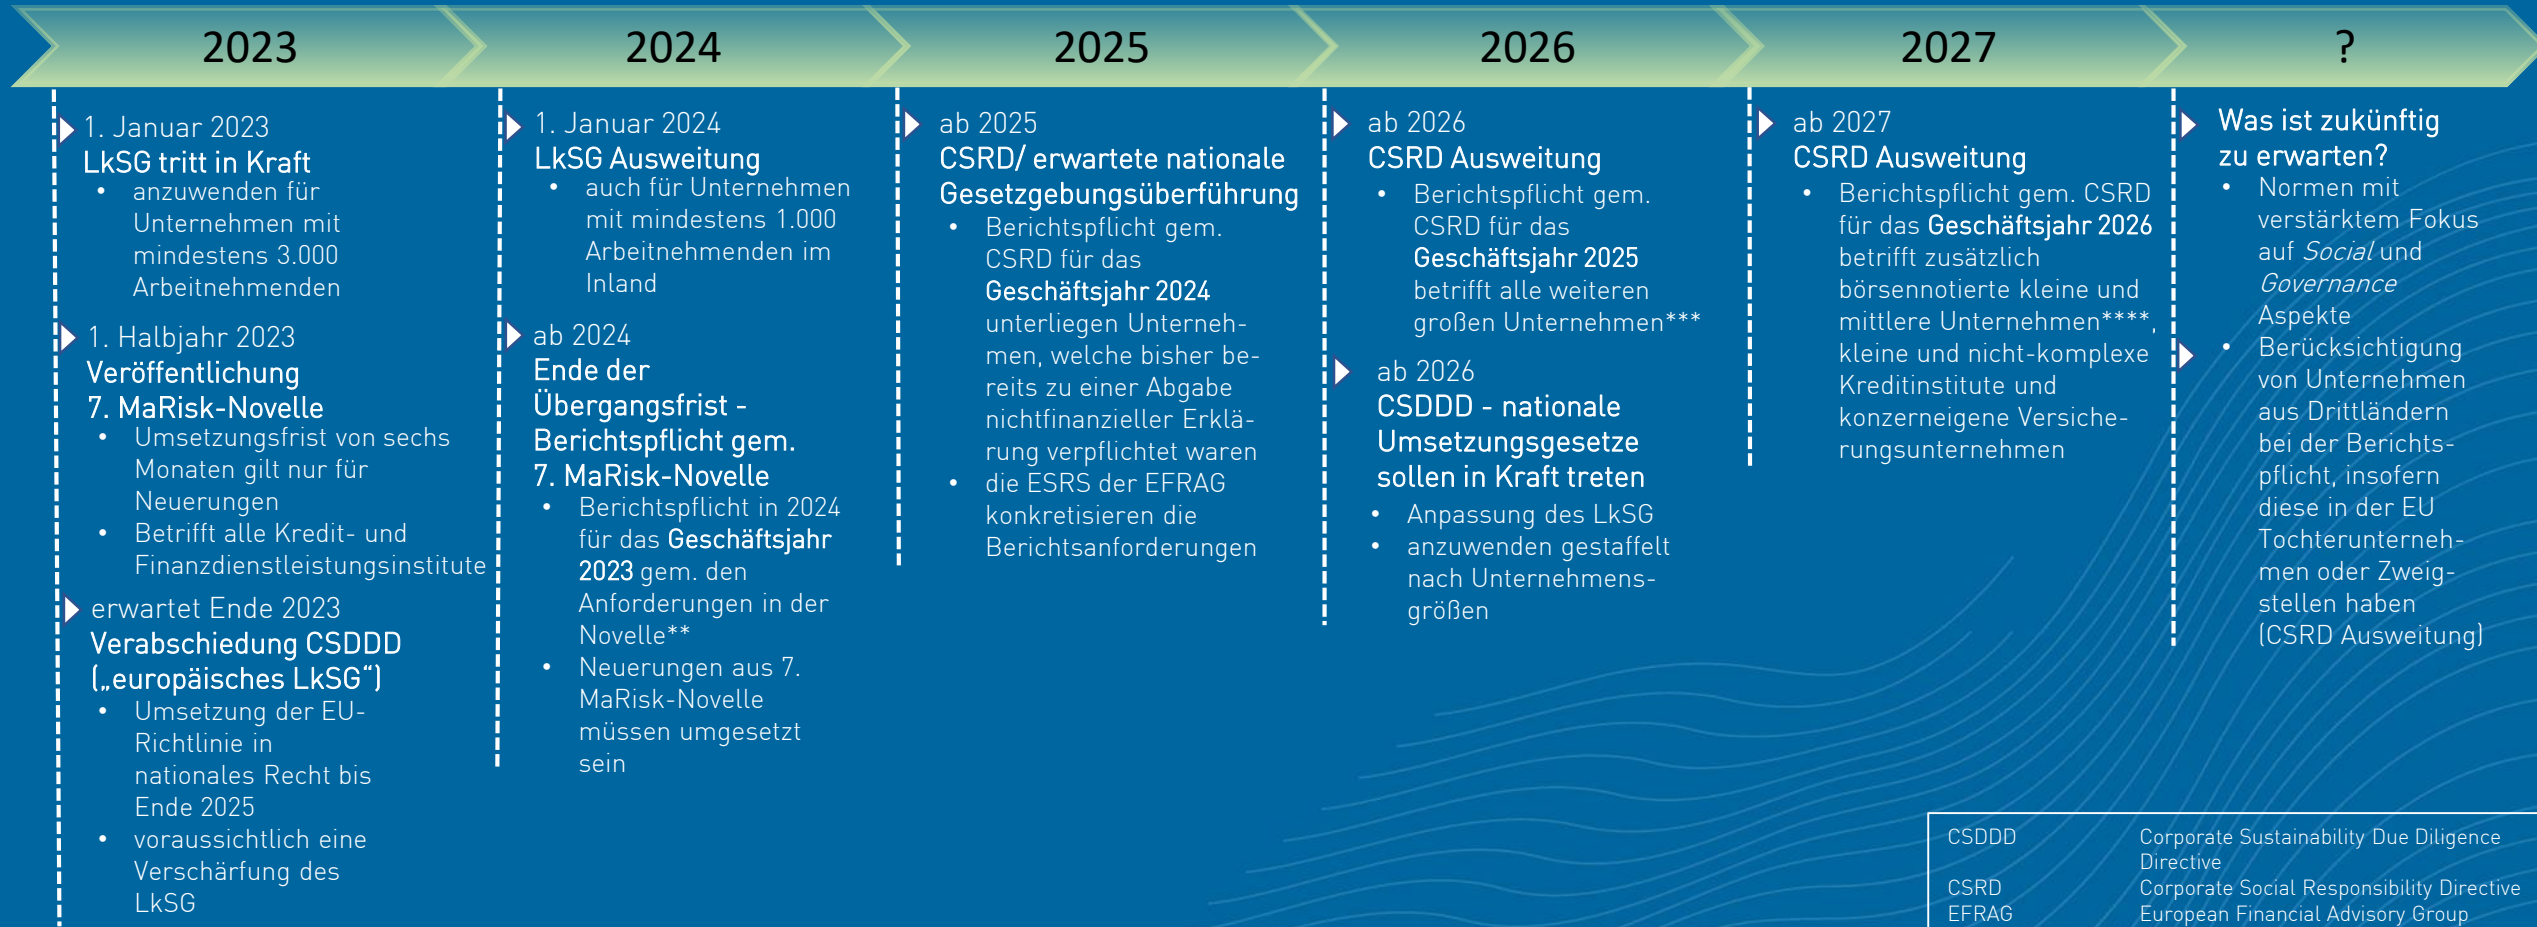 2023
2024
2025
2026
2027
?
1. Januar 2023
LkSG tritt in Kraft
• anzuwenden für
Unternehmen mit
mindestens 3.000
Arbeitnehmenden
1. Halbjahr 2023
Veröffentlichung
7. MaRisk-Novelle
• Umsetzungsfrist von sechs
Monaten gilt nur für
Neuerungen
• Betrifft alle Kredit- und
Finanzdienstleistungsinstitute
erwartet Ende 2023
Verabschiedung CSDDD
(„europäisches LkSG“)
• Umsetzung der EU-
Richtlinie in
nationales Recht bis
Ende 2025
• voraussichtlich eine
Verschärfung des
LkSG
1. Januar 2024
LkSG Ausweitung
• auch für Unternehmen
mit mindestens 1.000
Arbeitnehmenden im
Inland
ab 2024
Ende der
Übergangsfrist -
Berichtspflicht gem.
7. MaRisk-Novelle
• Berichtspflicht in 2024
für das Geschäftsjahr
2023 gem. den
Anforderungen in der
Novelle**
• Neuerungen aus 7.
MaRisk-Novelle
müssen umgesetzt
sein
ab 2025
CSRD/ erwartete nationale
Gesetzgebungsüberführung
• Berichtspflicht gem.
CSRD für das
Geschäftsjahr 2024
unterliegen Unterneh-
men, welche bisher be-
reits zu einer Abgabe
nichtfinanzieller Erklä-
rung verpflichtet waren
• die ESRS der EFRAG
konkretisieren die
Berichtsanforderungen
ab 2026
CSRD Ausweitung
• Berichtspflicht gem.
CSRD für das
Geschäftsjahr 2025
betrifft alle weiteren
großen Unternehmen***
ab 2026
CSDDD - nationale
Umsetzungsgesetze
sollen in Kraft treten
• Anpassung des LkSG
• anzuwenden gestaffelt
nach Unternehmens-
größen
ab 2027
CSRD Ausweitung
• Berichtspflicht gem. CSRD
für das Geschäftsjahr 2026
betrifft zusätzlich
börsennotierte kleine und
mittlere Unternehmen****,
kleine und nicht-komplexe
Kreditinstitute und
konzerneigene Versiche-
rungsunternehmen
Was ist zukünftig
zu erwarten?
• Normen mit
verstärktem Fokus
auf Social und
Governance
Aspekte
• Berücksichtigung
von Unternehmen
aus Drittländern
bei der Berichts-
pflicht, insofern
diese in der EU
Tochterunterneh-
men oder Zweig-
stellen haben
(CSRD Ausweitung)
CSDDD Corporate Sustainability Due Diligence
Directive
CSRD Corporate Social Responsibility Directive
EFRAG European Financial Advisory Group